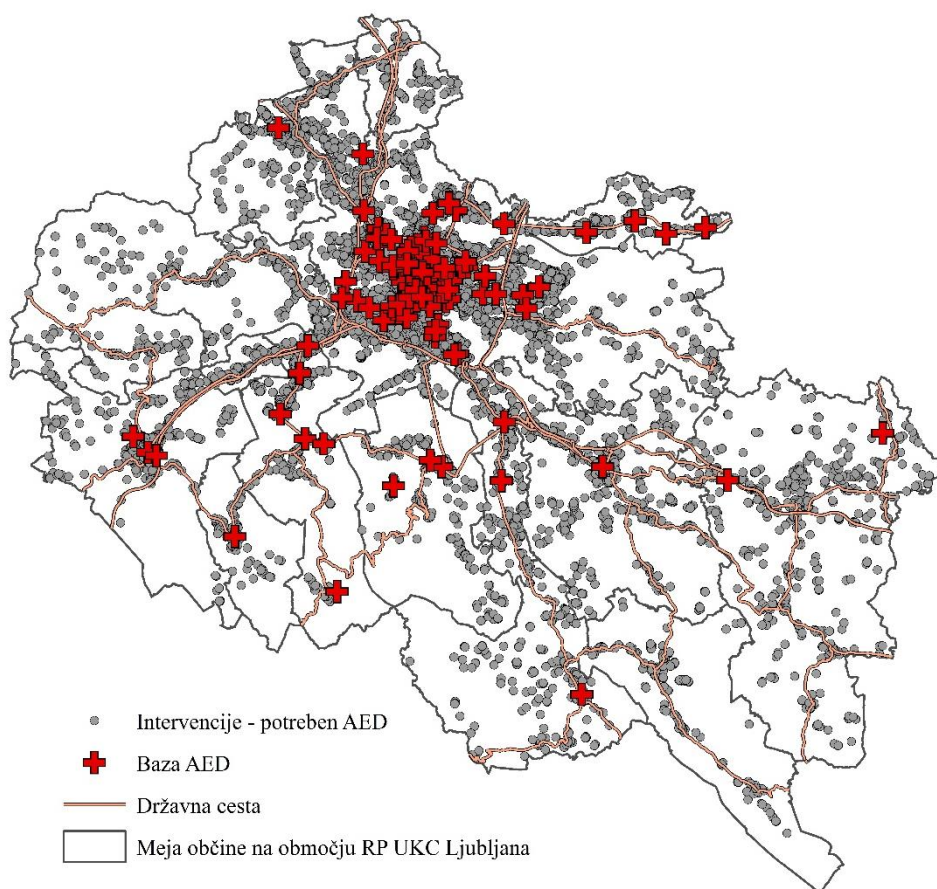 Intervencije - potreben AED
Baza AED
Državna cesta
Meja občine na območju RP UKC Ljubljana